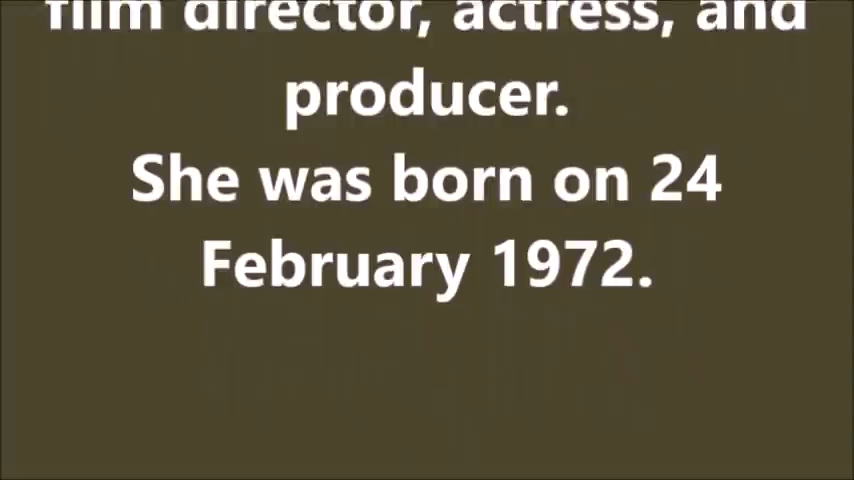 film director, actress, and
producer.
She was born on 24
February 1972.